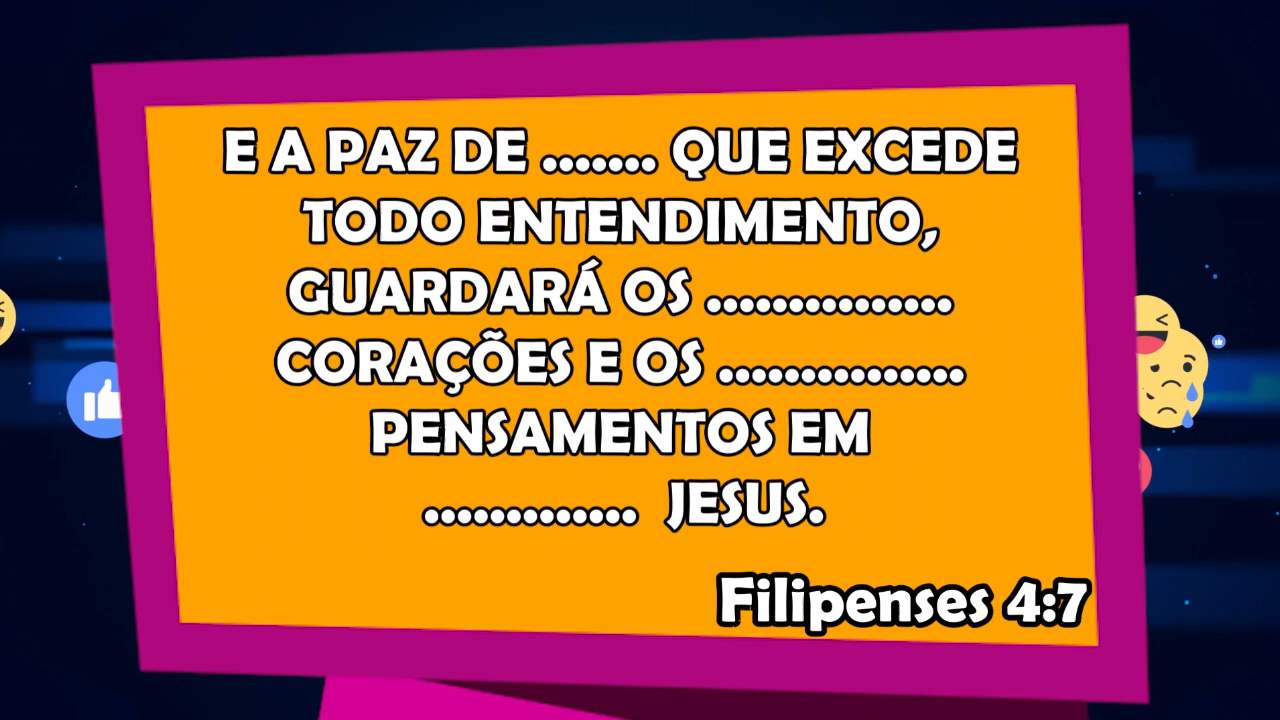 E A PAZ DE ....... QUE EXCEDE
TODO ENTENDIMENTO,
GUARDARÁ OS ...............
CORAÇÕES E OS ...............
PENSAMENTOS EM
............. JESUS.
Filipenses 4:7